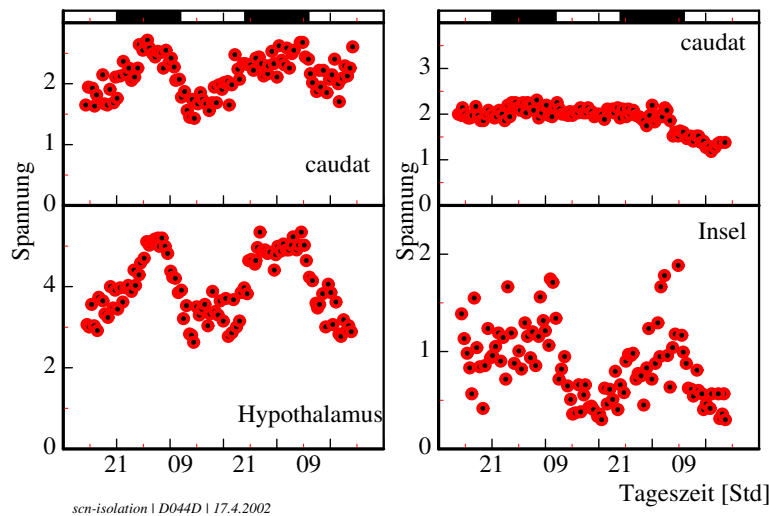 caudat
2
0
Spannung
4
2
0
Hypothalamus
21
09
21
09
caudat
3
2
1
0
Spannung
Insel
2
1
0
21
09
21
09
Tageszeit [Std]
scn-isolation | D044D | 17.4.2002